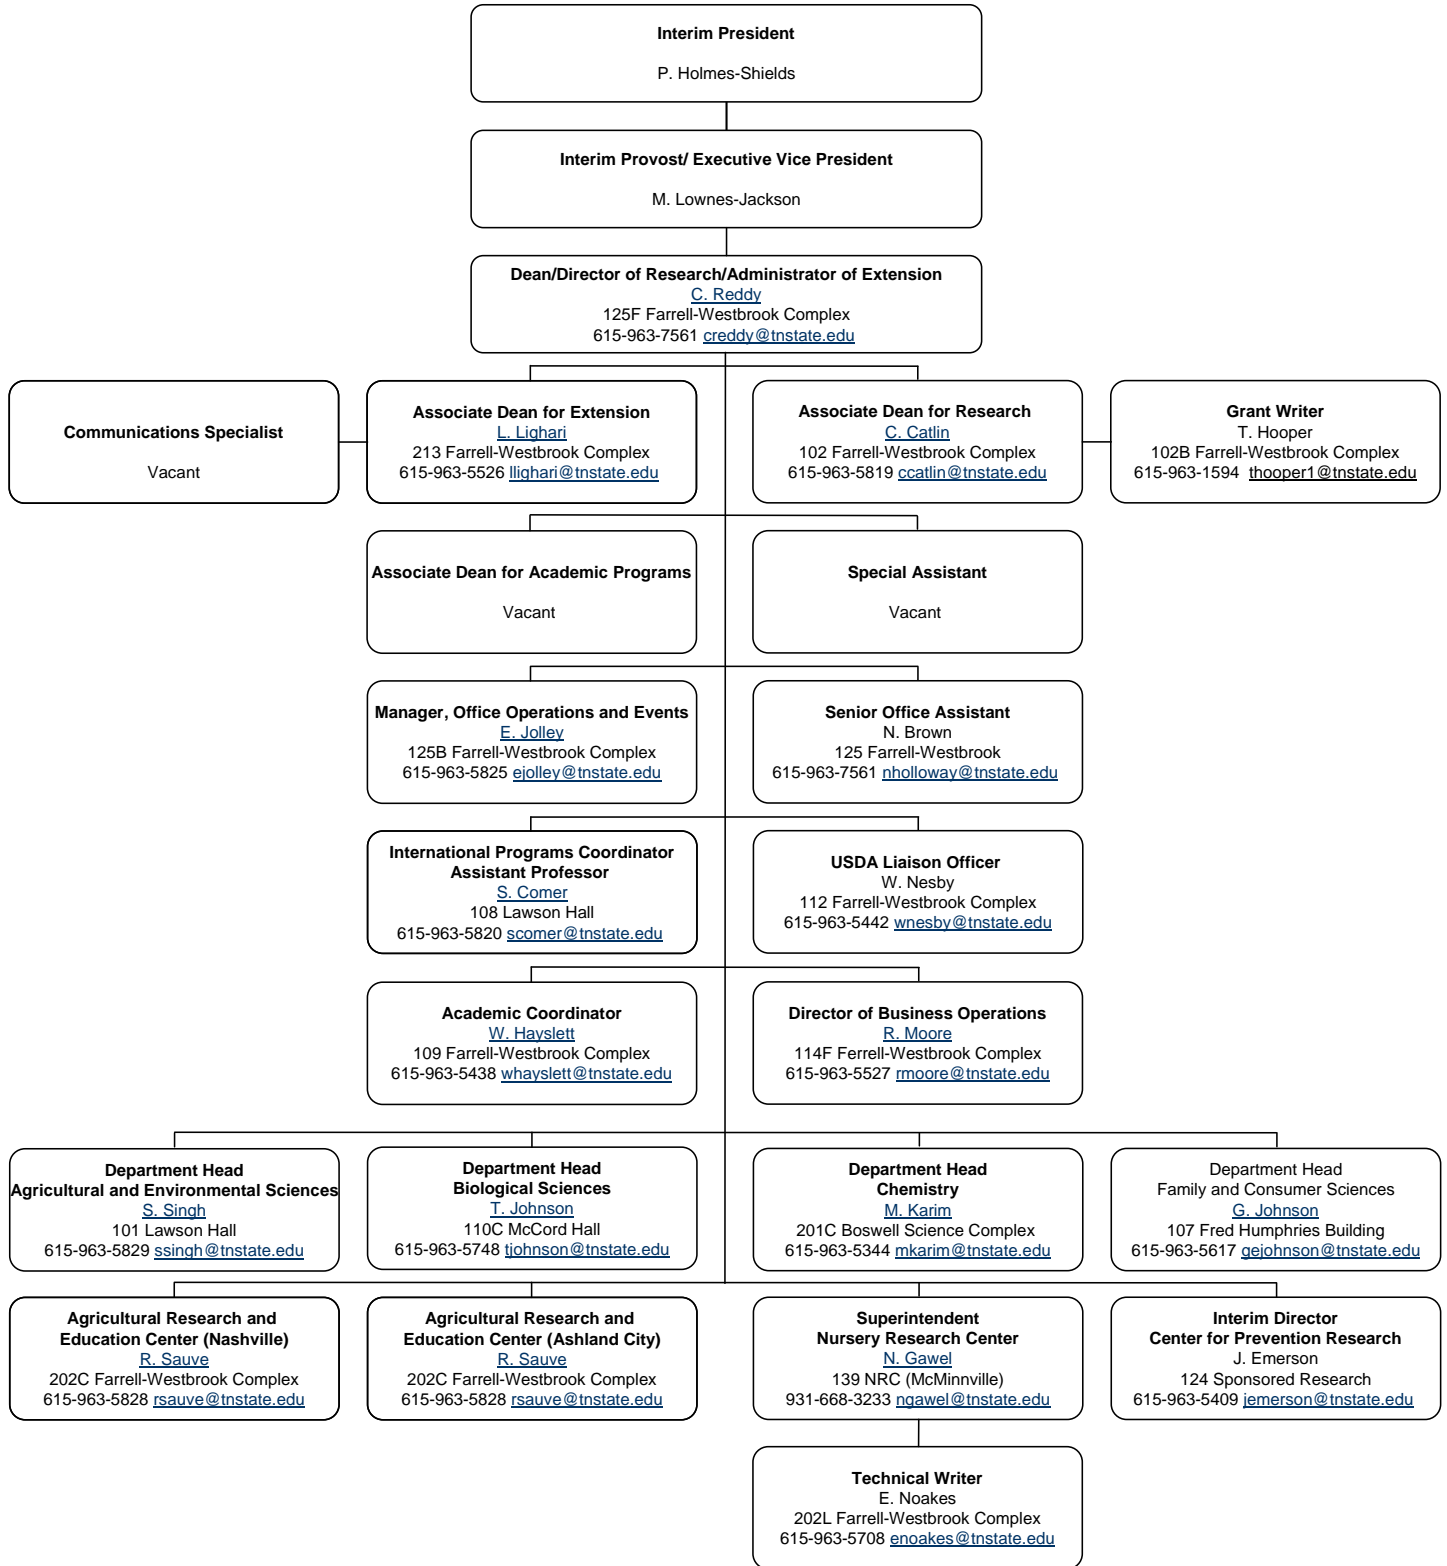 Interim President
P. Holmes-Shields
Interim Provost/ Executive Vice President
M. Lownes-Jackson
Dean/Director of Research/Administrator of Extension
C. Reddy
125F Farrell-Westbrook Complex
615-963-7561 creddy@tnstate.edu
Communications Specialist
Vacant
Associate Dean for Extension
L. Lighari
213 Farrell-Westbrook Complex
615-963-5526 llighari@tnstate.edu
Associate Dean for Research
C. Catlin
102 Farrell-Westbrook Complex
615-963-5819 ccatlin@tnstate.edu
Grant Writer
T. Hooper
102B Farrell-Westbrook Complex
615-963-1594 thooper1@tnstate.edu
Associate Dean for Academic Programs
Vacant
Special Assistant
Vacant
Manager, Office Operations and Events
E. Jolley
125B Farrell-Westbrook Complex
615-963-5825 ejolley@tnstate.edu
Senior Office Assistant
N. Brown
125 Farrell-Westbrook
615-963-7561 nholloway@tnstate.edu
International Programs Coordinator
Assistant Professor
S. Comer
108 Lawson Hall
615-963-5820 scomer@tnstate.edu
USDA Liaison Officer
W. Nesby
112 Farrell-Westbrook Complex
615-963-5442 wnesby@tnstate.edu
Academic Coordinator
W. Hayslett
109 Farrell-Westbrook Complex
615-963-5438 whayslett@tnstate.edu
Director of Business Operations
R. Moore
114F Ferrell-Westbrook Complex
615-963-5527 rmoore@tnstate.edu
Department Head
Agricultural and Environmental Sciences
S. Singh
101 Lawson Hall
615-963-5829 ssingh@tnstate.edu
Department Head
Biological Sciences
T. Johnson
110C McCord Hall
615-963-5748 tjohnson@tnstate.edu
Department Head
Chemistry
M. Karim
201C Boswell Science Complex
615-963-5344 mkarim@tnstate.edu
Department Head
Family and Consumer Sciences
G. Johnson
107 Fred Humphries Building
615-963-5617 gejohnson@tnstate.edu
Agricultural Research and
Education Center (Nashville)
R. Sauve
202C Farrell-Westbrook Complex
615-963-5828 rsauve@tnstate.edu
Agricultural Research and
Education Center (Ashland City)
R. Sauve
202C Farrell-Westbrook Complex
615-963-5828 rsauve@tnstate.edu
Superintendent
Nursery Research Center
N. Gawel
139 NRC (McMinnville)
931-668-3233 ngawel@tnstate.edu
Interim Director
Center for Prevention Research
J. Emerson
124 Sponsored Research
615-963-5409 jemerson@tnstate.edu
Technical Writer
E. Noakes
202L Farrell-Westbrook Complex
615-963-5708 enoakes@tnstate.edu